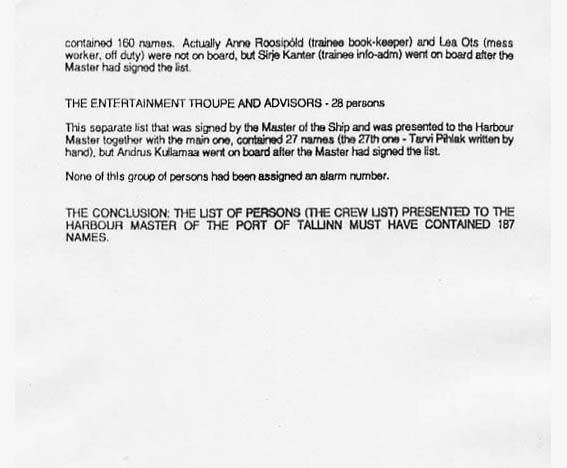 contained 160 names. Actually Anne Roosipõld (trainee book-keeper) and Lea Ots (mess
worker, off duty) were not on board, but Sirje Kanter (trainee info-adm) went on board after the
Master had signed the list.
THE ENTERTAINMENT TROUPE AND ADVISORS - 28 persons
This separate list that was signed by the Master of the Ship and was presented to the Harbour
Master together with the main one, contained 27 names (the 27th one - Tarvi Pihlak written by
hand), but Andrus Kullamaa went on board after the Master had signed the list.
None of this group of persons had been assigned an alarm number.
THE CONCLUSION: THE LIST OF PERSONS (THE CREW LIST) PRESENTED TO THE
HARBOUR MASTER OF THE PORT OF TALLINN MUST HAVE CONTAINED 187
NAMES.